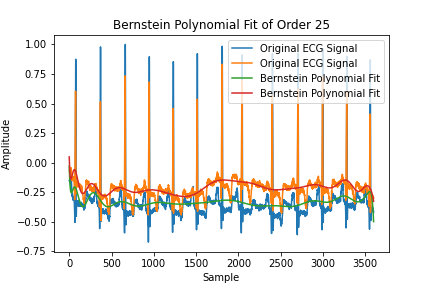 Bernstein Polynomial Fit of Order 25
1.00
0.75
0.50
0.25
0.00
−0.25
−0.50
−0.75
Amplitude
Original ECG Signal
Original ECG Signal
Bernstein Polynomial Fit
Bernstein Polynomial Fit
0 500 1000 1500 2000 2500 3000 3500
Sample